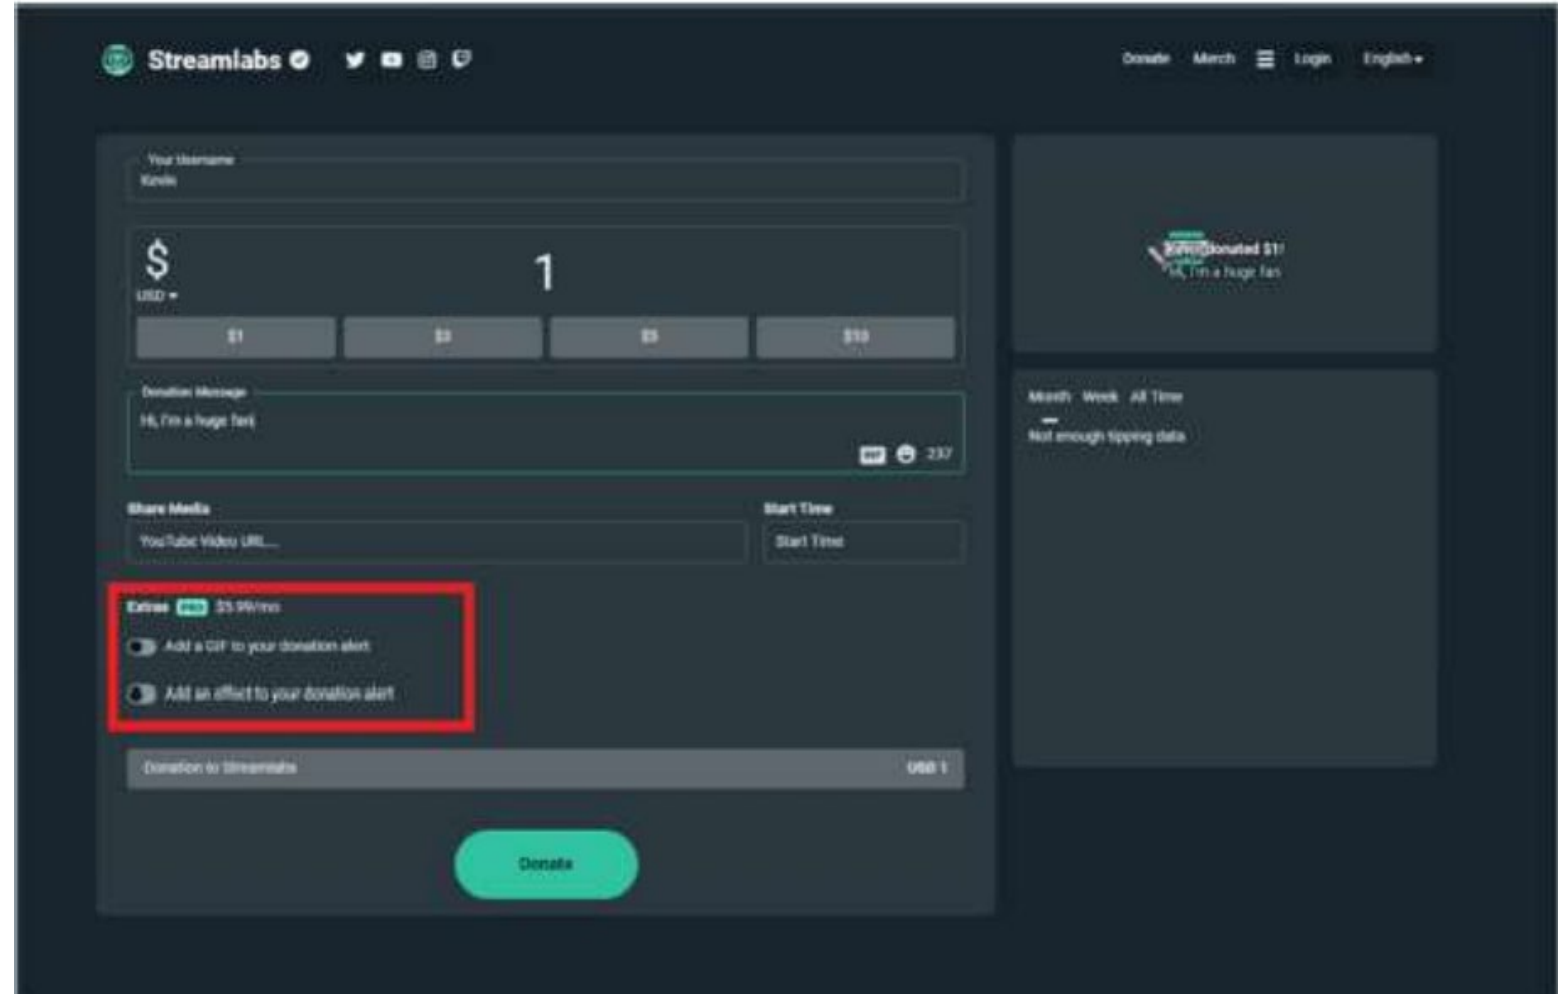 Streamlabs
Donate Merch Login English
Your Username
Kevin
$
1
USD
$1 $10
Donation Message
Hi, I'm a huge fan
237
Share Media
Start Time
YouTube Video URL...
Start Time
Extras PRO $5.99/mo
Add a GIF to your donation alert
Add an effect to your donation alert
Donation to Streamlabs USD 1
Donate
donated $1!
Hi, I'm a huge fan
Month Week All Time
Not enough tipping data